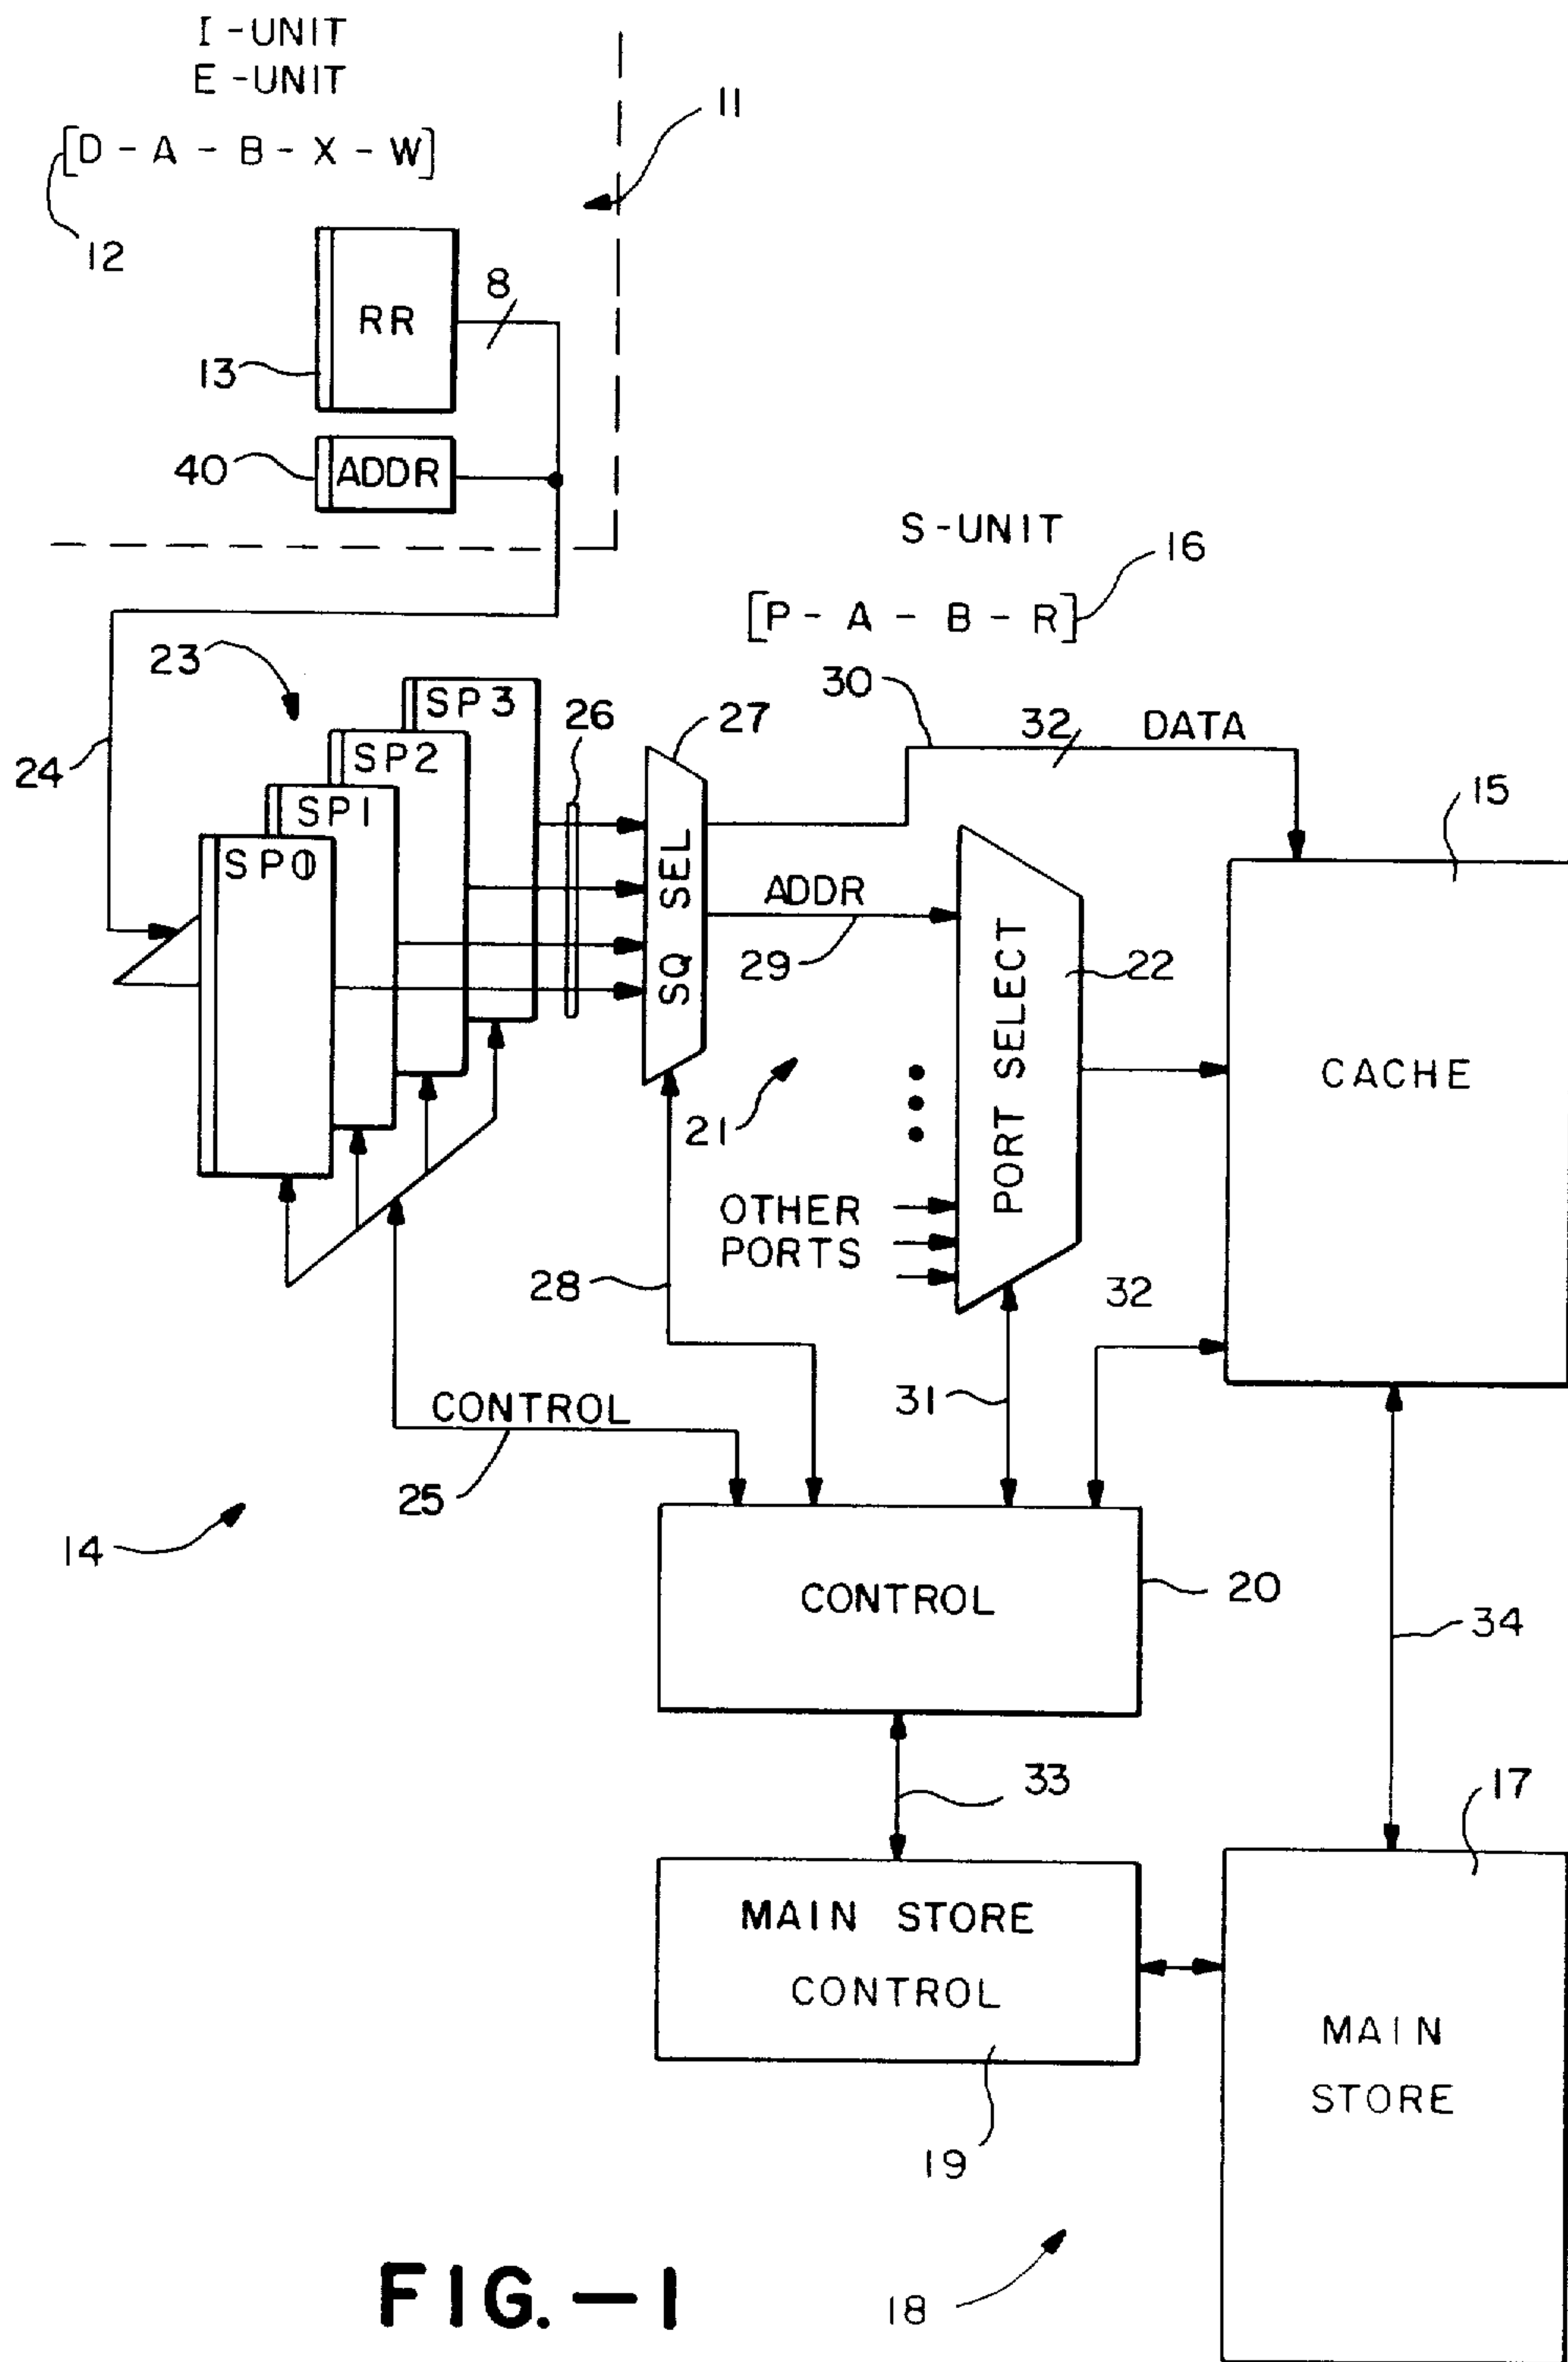 I-UNIT
E-UNIT
[D-A-B-X-W]
11
12
8
RR
13
40
ADDR
S-UNIT
16
[P-A-B-R]
23
30
SP3
26
27
32
DATA
24
SP2
15
SP1
SP0
SQ SEL
ADDR
29
22
PORT SELECT
CACHE
21
OTHER
PORTS
28
32
31
CONTROL
25
14
CONTROL
20
34
33
17
MAIN STORE
CONTROL
MAIN
STORE
19
18
FIG.-1